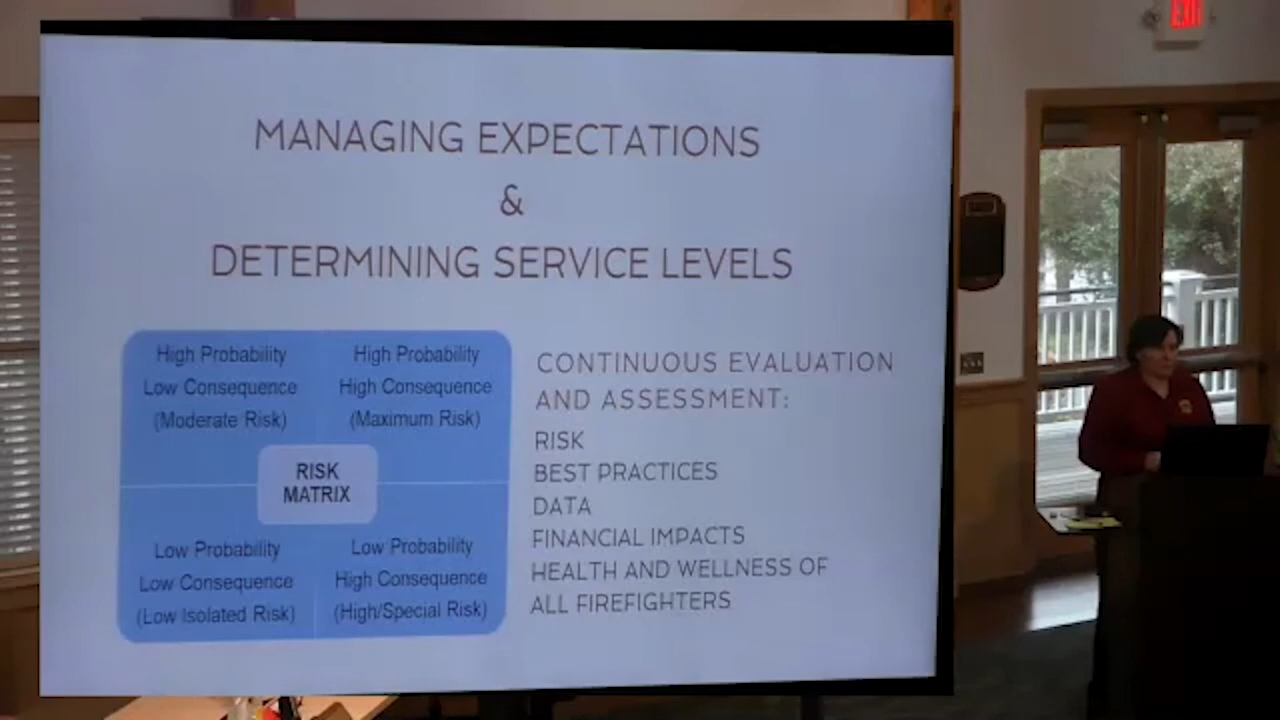 EXIT
MANAGING EXPECTATIONS
&
DETERMINING SERVICE LEVELS
High Probability
Low Consequence
(Moderate Risk)
High Probability
High Consequence
(Maximum Risk)
RISK
MATRIX
Low Probability
Low Consequence
(Low Isolated Risk)
Low Probability
High Consequence
(High/Special Risk)
CONTINUOUS EVALUATION
AND ASSESSMENT:
RISK
BEST PRACTICES
DATA
FINANCIAL IMPACTS
HEALTH AND WELLNESS OF
ALL FIREFIGHTERS